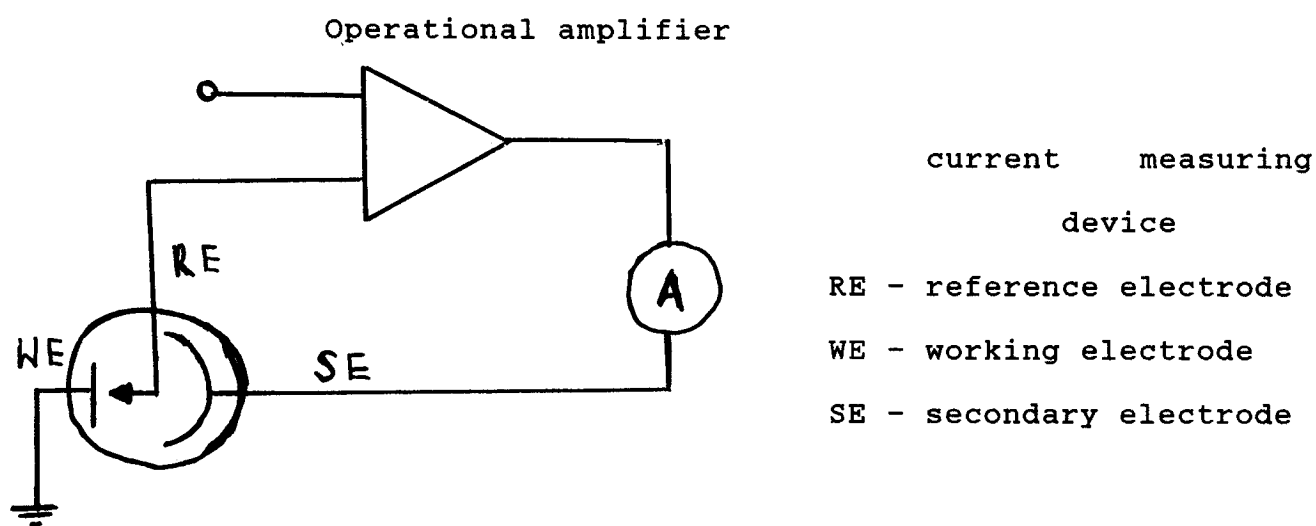 Operational amplifier
current measuring
device
RE
A
RE - reference electrode
WE
SE
WE - working electrode
SE - secondary electrode